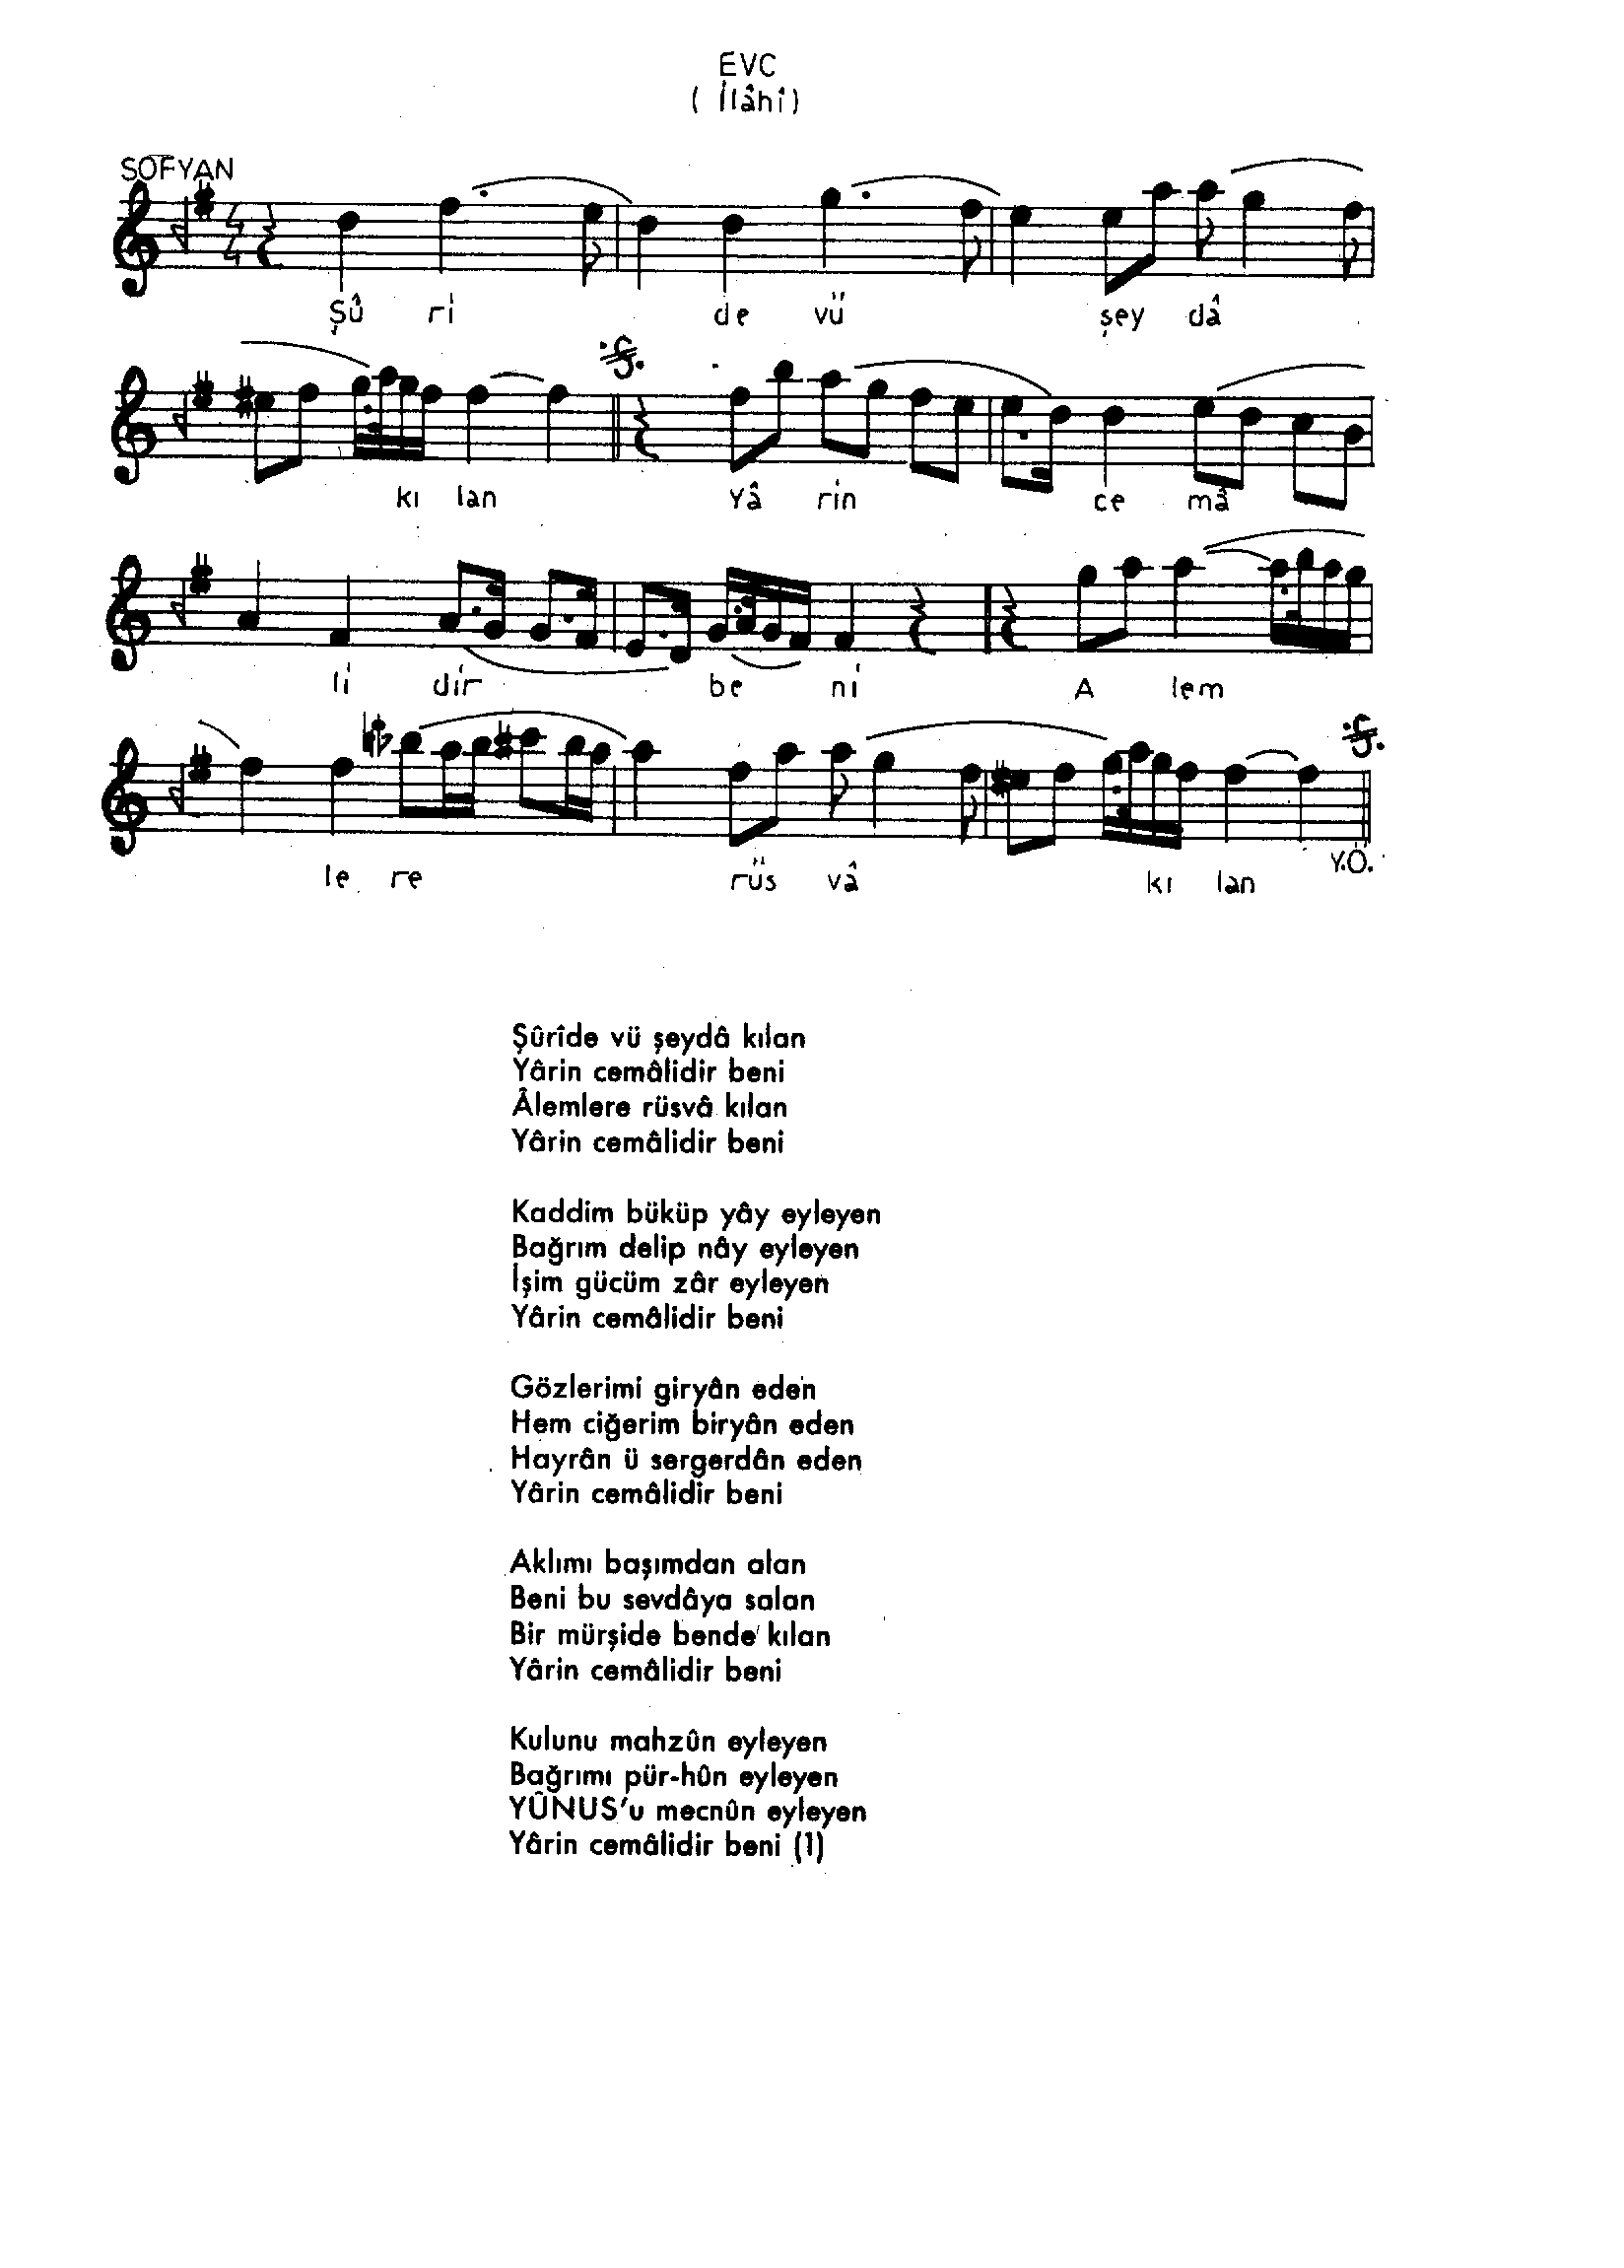 EVC
( İlâhî)
SOFYAN
4
4
Şû ri de vü şey dâ
kı lan Yâ rin ce mâ
li dir be ni A lem
le re rüs vâ kı lan Y.Ö.
Şûrîde vü şeydâ kılan
Yârin cemâlidir beni
Âlemlere rüsvâ kılan
Yârin cemâlidir beni
Kaddim büküp yây eyleyen
Bağrım delip nây eyleyen
İşim gücüm zâr eyleyen
Yârin cemâlidir beni
Gözlerimi giryân eden
Hem ciğerim biryân eden
Hayrân ü sergerdân eden
Yârin cemâlidir beni
Aklımı başımdan alan
Beni bu sevdâya salan
Bir mürşide bende kılan
Yârin cemâlidir beni
Kulunu mahzûn eyleyen
Bağrımı pür-hûn eyleyen
YÛNUS'u mecnûn eyleyen
Yârin cemâlidir beni (1)